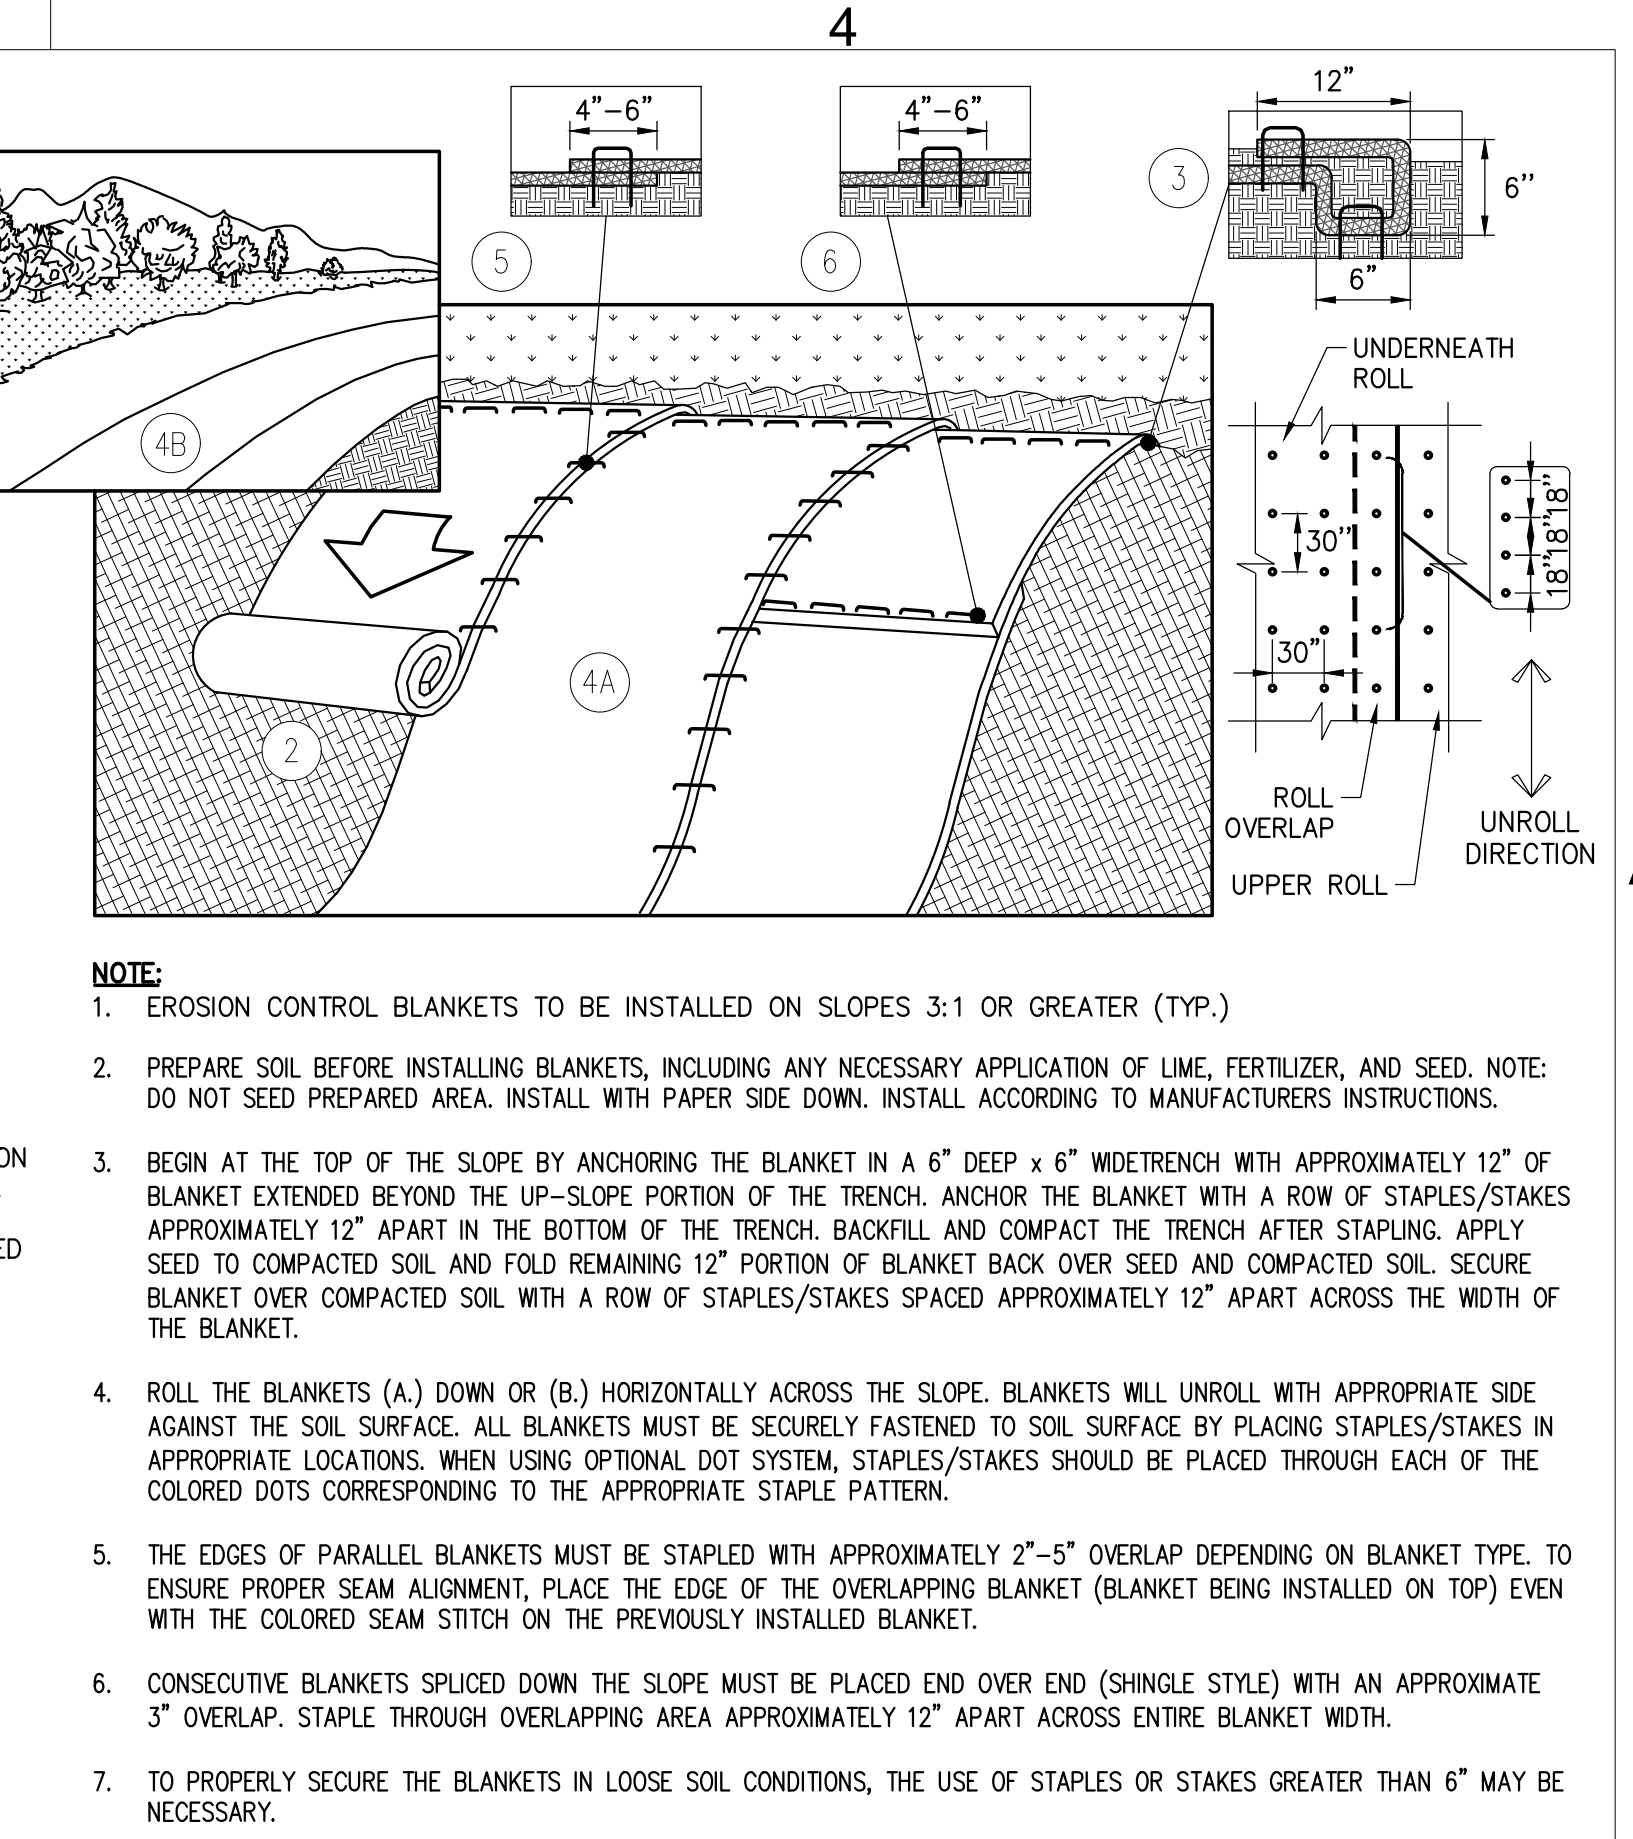 4
4"-6"
4"-6"
12"
3
6"
6"
5
6
UNDERNEATH
ROLL
4B
18"
18"
18"
30"
30"
4A
2
ROLL
OVERLAP
UNROLL
DIRECTION
UPPER ROLL
NOTE:
1. EROSION CONTROL BLANKETS TO BE INSTALLED ON SLOPES 3:1 OR GREATER (TYP.)
2. PREPARE SOIL BEFORE INSTALLING BLANKETS, INCLUDING ANY NECESSARY APPLICATION OF LIME, FERTILIZER, AND SEED. NOTE:
DO NOT SEED PREPARED AREA. INSTALL WITH PAPER SIDE DOWN. INSTALL ACCORDING TO MANUFACTURERS INSTRUCTIONS.
ON
3. BEGIN AT THE TOP OF THE SLOPE BY ANCHORING THE BLANKET IN A 6" DEEP x 6" WIDETRENCH WITH APPROXIMATELY 12" OF
BLANKET EXTENDED BEYOND THE UP-SLOPE PORTION OF THE TRENCH. ANCHOR THE BLANKET WITH A ROW OF STAPLES/STAKES
APPROXIMATELY 12" APART IN THE BOTTOM OF THE TRENCH. BACKFILL AND COMPACT THE TRENCH AFTER STAPLING. APPLY
ED
SEED TO COMPACTED SOIL AND FOLD REMAINING 12" PORTION OF BLANKET BACK OVER SEED AND COMPACTED SOIL. SECURE
BLANKET OVER COMPACTED SOIL WITH A ROW OF STAPLES/STAKES SPACED APPROXIMATELY 12" APART ACROSS THE WIDTH OF
THE BLANKET.
4. ROLL THE BLANKETS (A.) DOWN OR (B.) HORIZONTALLY ACROSS THE SLOPE. BLANKETS WILL UNROLL WITH APPROPRIATE SIDE
AGAINST THE SOIL SURFACE. ALL BLANKETS MUST BE SECURELY FASTENED TO SOIL SURFACE BY PLACING STAPLES/STAKES IN
APPROPRIATE LOCATIONS. WHEN USING OPTIONAL DOT SYSTEM, STAPLES/STAKES SHOULD BE PLACED THROUGH EACH OF THE
COLORED DOTS CORRESPONDING TO THE APPROPRIATE STAPLE PATTERN.
5. THE EDGES OF PARALLEL BLANKETS MUST BE STAPLED WITH APPROXIMATELY 2"-5" OVERLAP DEPENDING ON BLANKET TYPE. TO
ENSURE PROPER SEAM ALIGNMENT, PLACE THE EDGE OF THE OVERLAPPING BLANKET (BLANKET BEING INSTALLED ON TOP) EVEN
WITH THE COLORED SEAM STITCH ON THE PREVIOUSLY INSTALLED BLANKET.
6. CONSECUTIVE BLANKETS SPLICED DOWN THE SLOPE MUST BE PLACED END OVER END (SHINGLE STYLE) WITH AN APPROXIMATE
3" OVERLAP. STAPLE THROUGH OVERLAPPING AREA APPROXIMATELY 12" APART ACROSS ENTIRE BLANKET WIDTH.
7. TO PROPERLY SECURE THE BLANKETS IN LOOSE SOIL CONDITIONS, THE USE OF STAPLES OR STAKES GREATER THAN 6" MAY BE
NECESSARY.